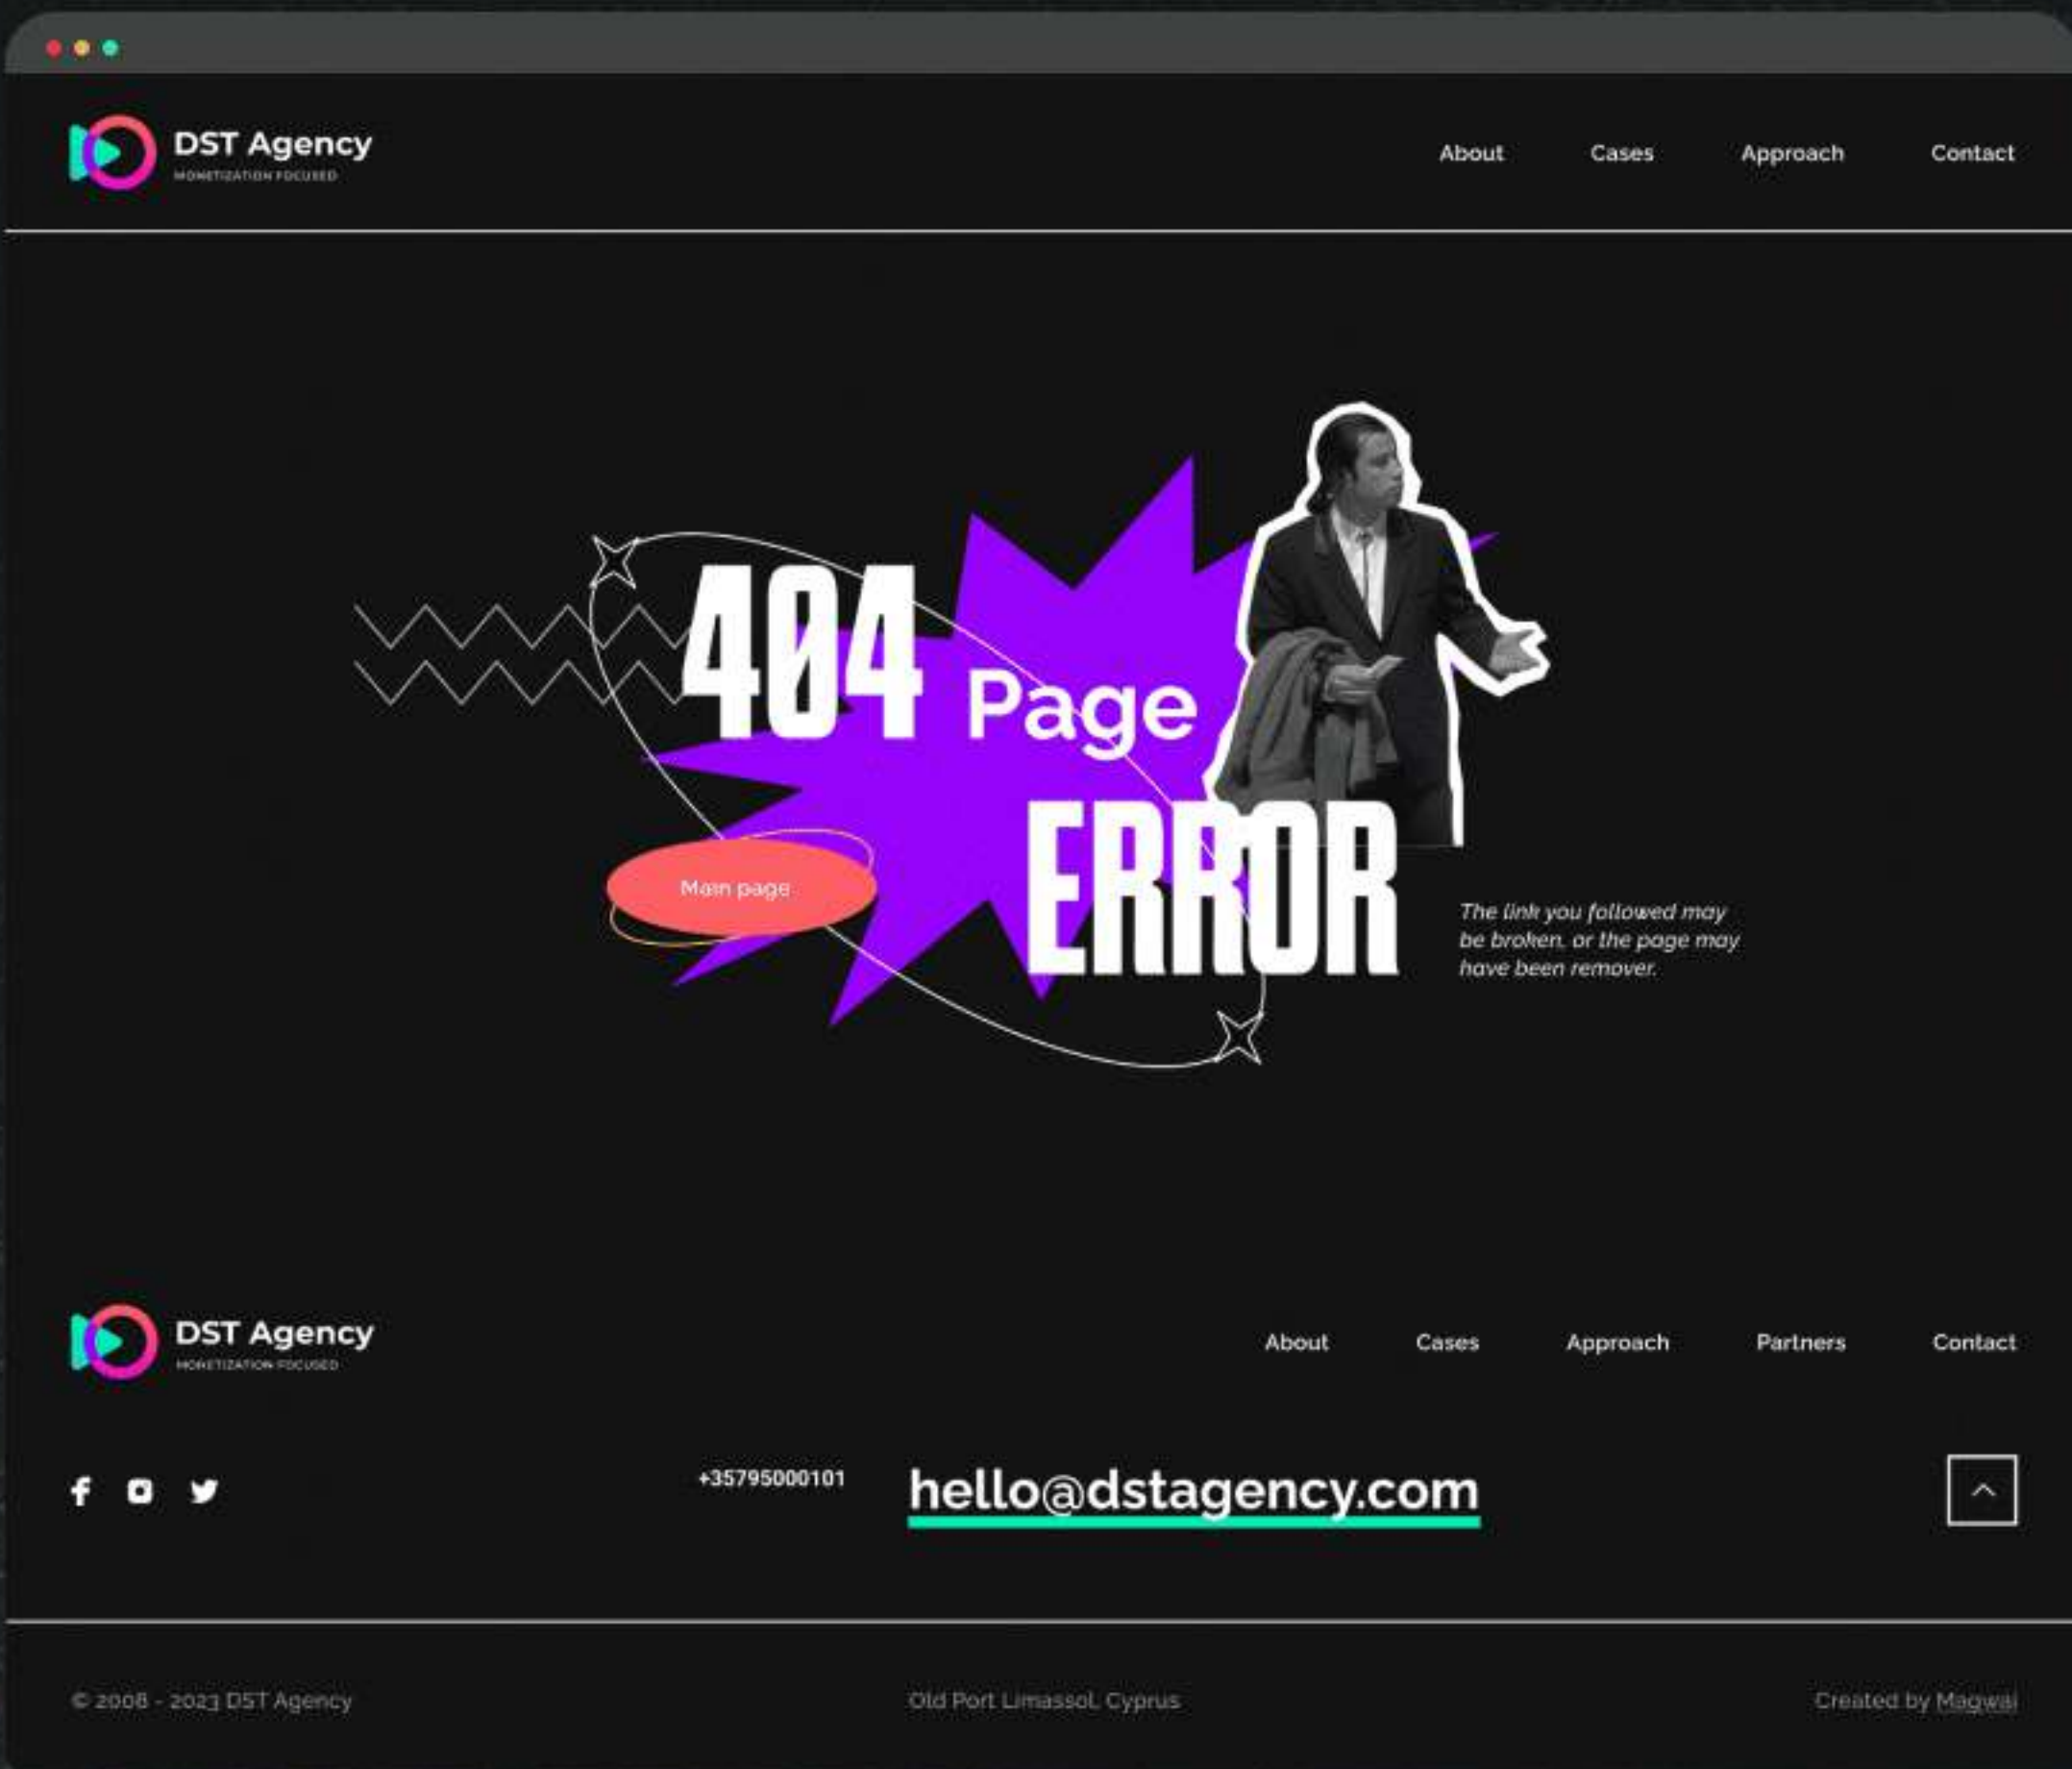 DST Agency
MONETIZATION FOCUSED
About Cases Approach Contact
404 Page
ERROR
Main page
The link you followed may
be broken, or the page may
have been remover.
DST Agency
MONETIZATION FOCUSED
About Cases Approach Partners Contact
+35795000101
hello@dstagency.com
© 2008 - 2023 DST Agency
Old Port Limassol, Cyprus
Created by Magwai